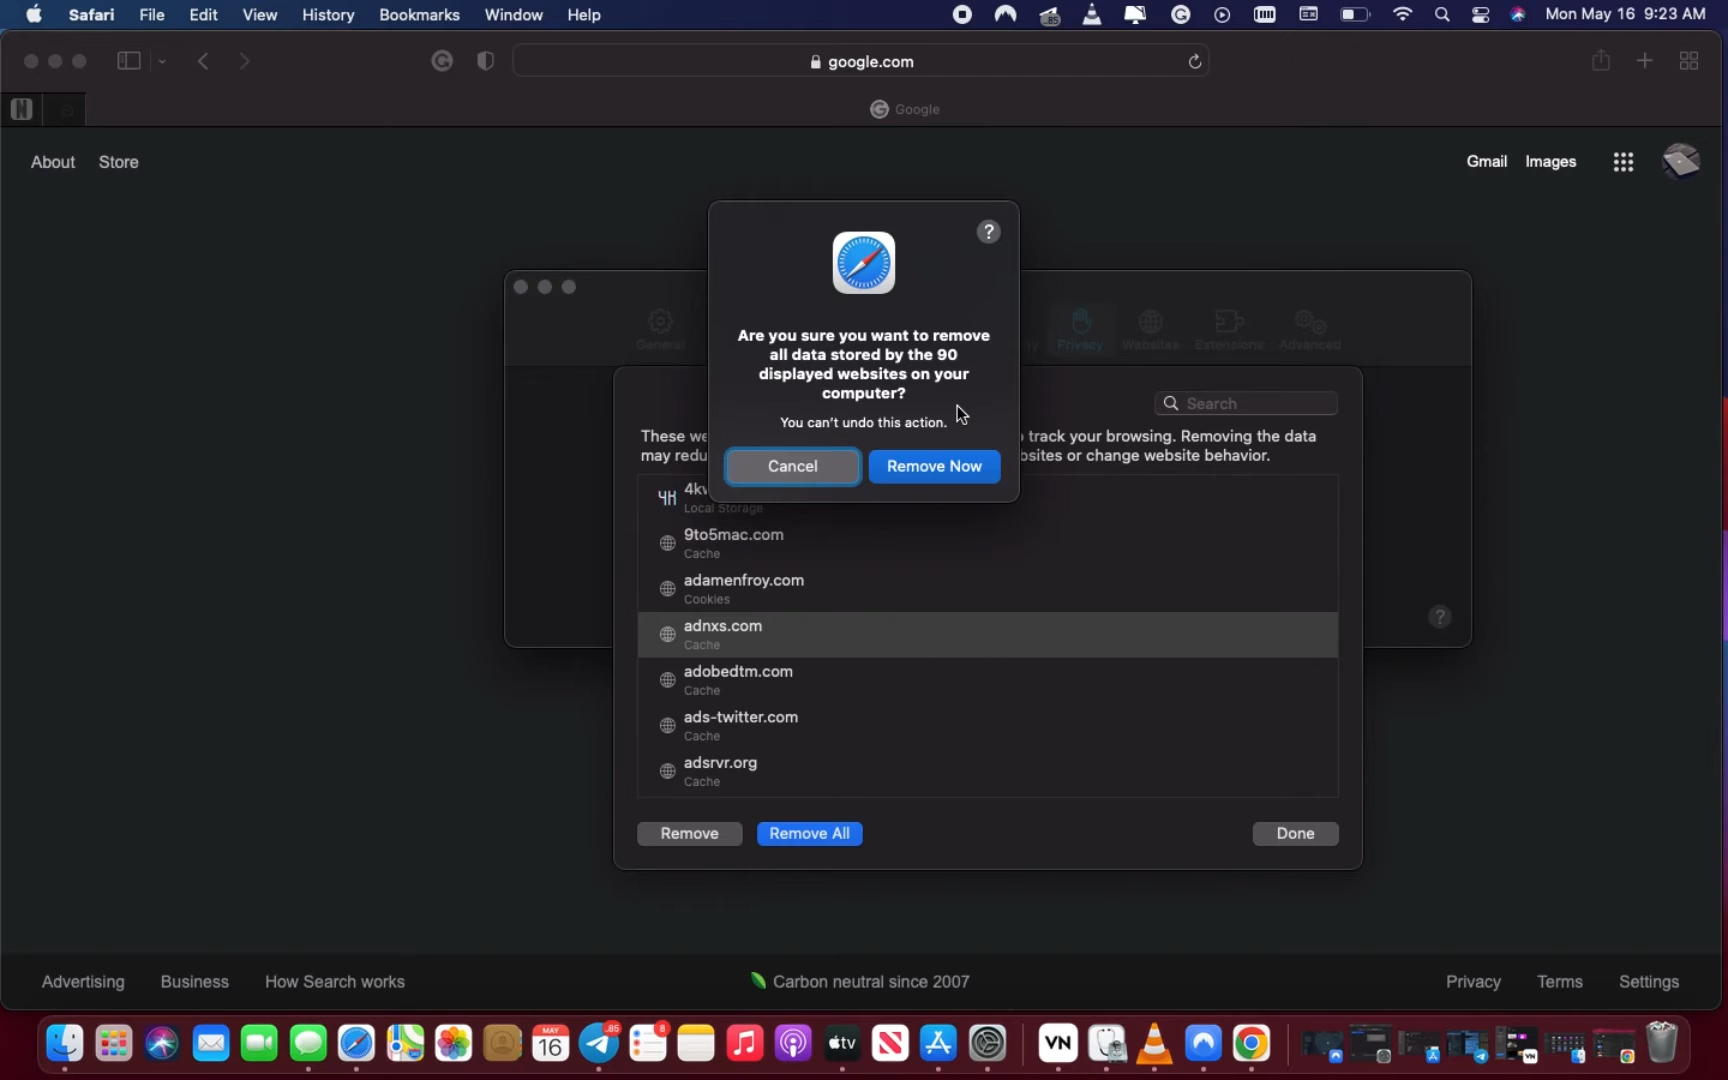 Safari File Edit View History Bookmarks Window Help
85
Mon May 16 9:23 AM
google.com
N
Google
About Store
Gmail Images
?
Are you sure you want to remove
all data stored by the 90
displayed websites on your
computer?
You can't undo this action.
Cancel Remove Now
General
Privacy Websites Extensions Advanced
Search
These
track your browsing. Removing the data
may
or change website behavior.
Local Storage
9to5mac.com
Cache
adamenfroy.com
Cookies
adnxs.com
Cache
?
adobedtm.com
Cache
ads-twitter.com
Cache
adsrvr.org
Cache
Remove Remove All Done
Advertising Business How Search works
Carbon neutral since 2007
Privacy Terms Settings
MAY
16
85
8
tv
VN